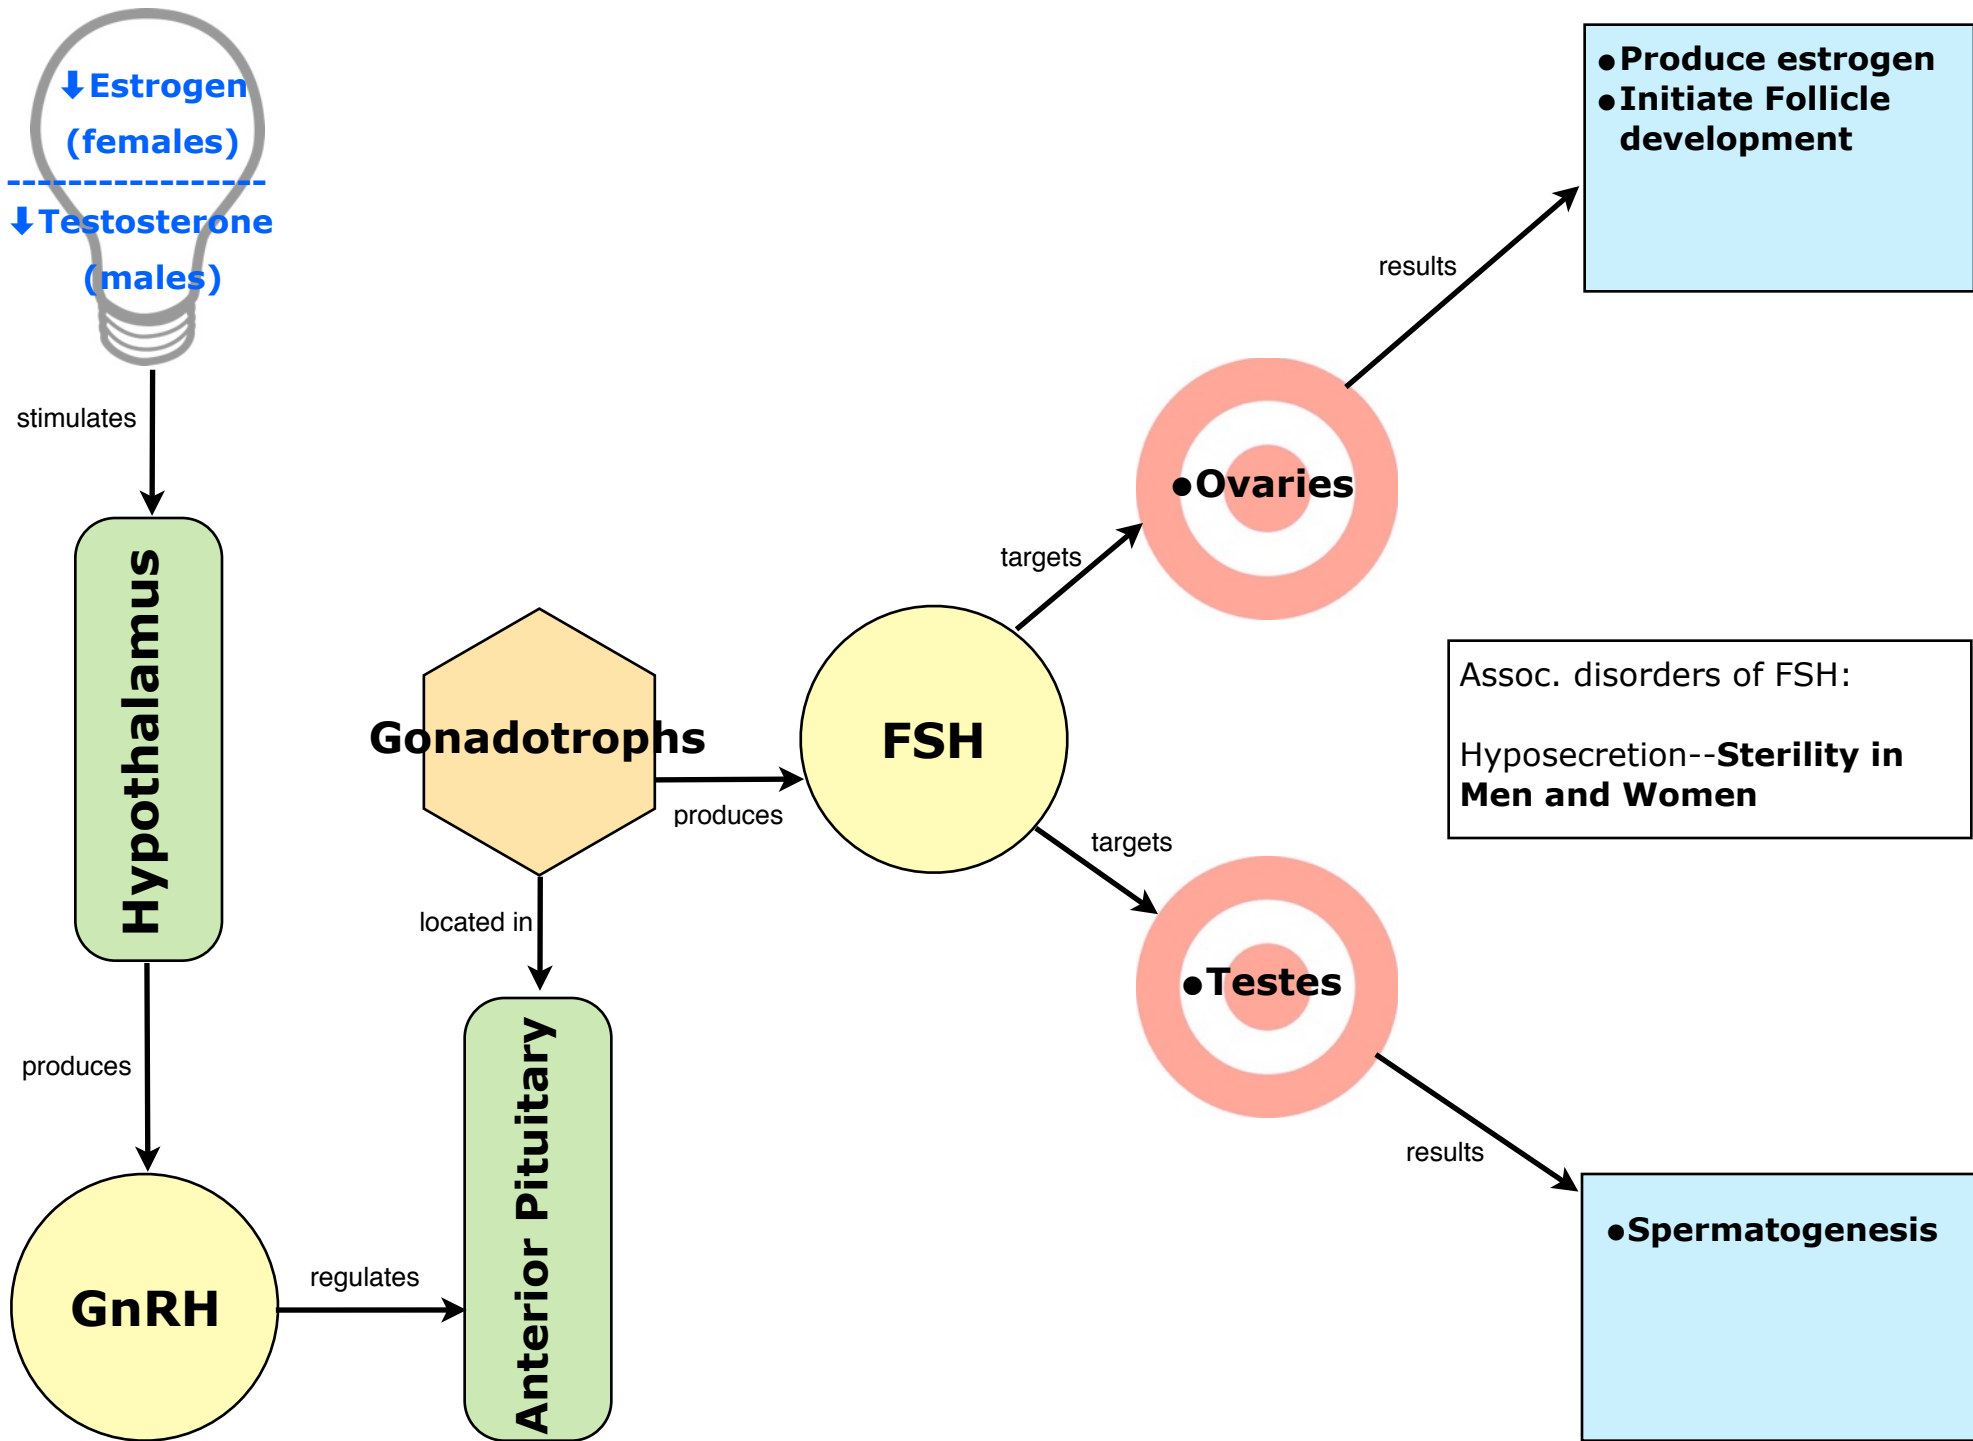 ⬇Estrogen
(females)
-----------------
⬇Testosterone
(males)
stimulates
Hypothalamus
produces
GnRH
regulates
Anterior Pituitary
located in
Gonadotrophs
produces
FSH
targets
•Ovaries
results
•Produce estrogen
•Initiate Follicle
development
targets
•Testes
results
•Spermatogenesis
Assoc. disorders of FSH:
Hyposecretion--Sterility in
Men and Women